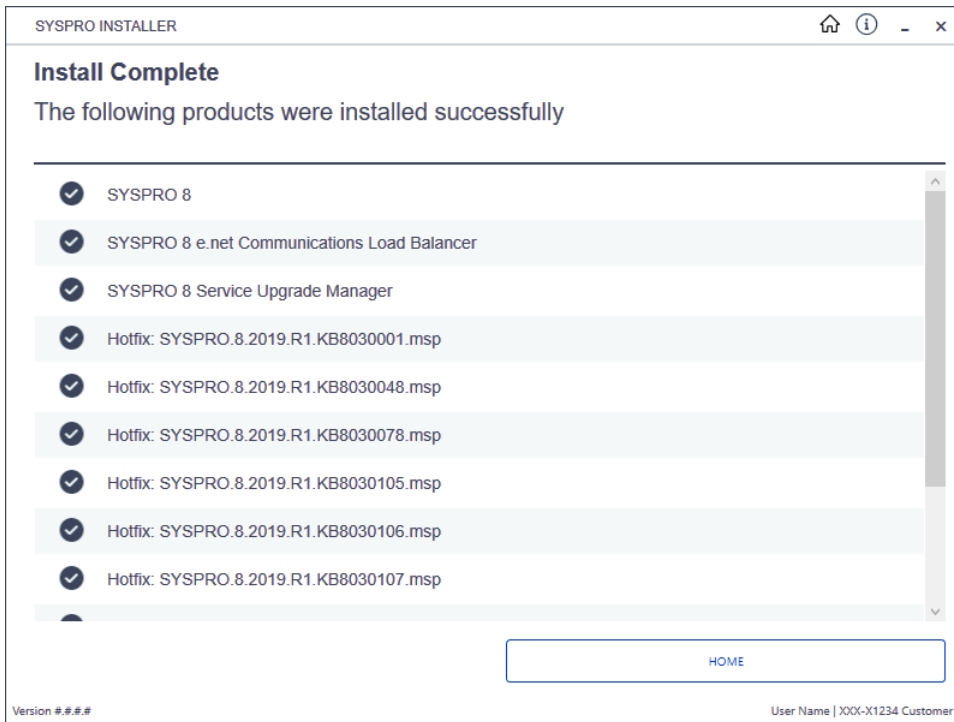 SYSPRO INSTALLER
Install Complete
The following products were installed successfully
SYSPRO 8
SYSPRO 8 e.net Communications Load Balancer
SYSPRO 8 Service Upgrade Manager
Hotfix: SYSPRO.8.2019.R1.KB8030001.msp
Hotfix: SYSPRO.8.2019.R1.KB8030048.msp
Hotfix: SYSPRO.8.2019.R1.KB8030078.msp
Hotfix: SYSPRO.8.2019.R1.KB8030105.msp
Hotfix: SYSPRO.8.2019.R1.KB8030106.msp
Hotfix: SYSPRO.8.2019.R1.KB8030107.msp
HOME
Version #.#.#.#
User Name | XXX-X1234 Customer